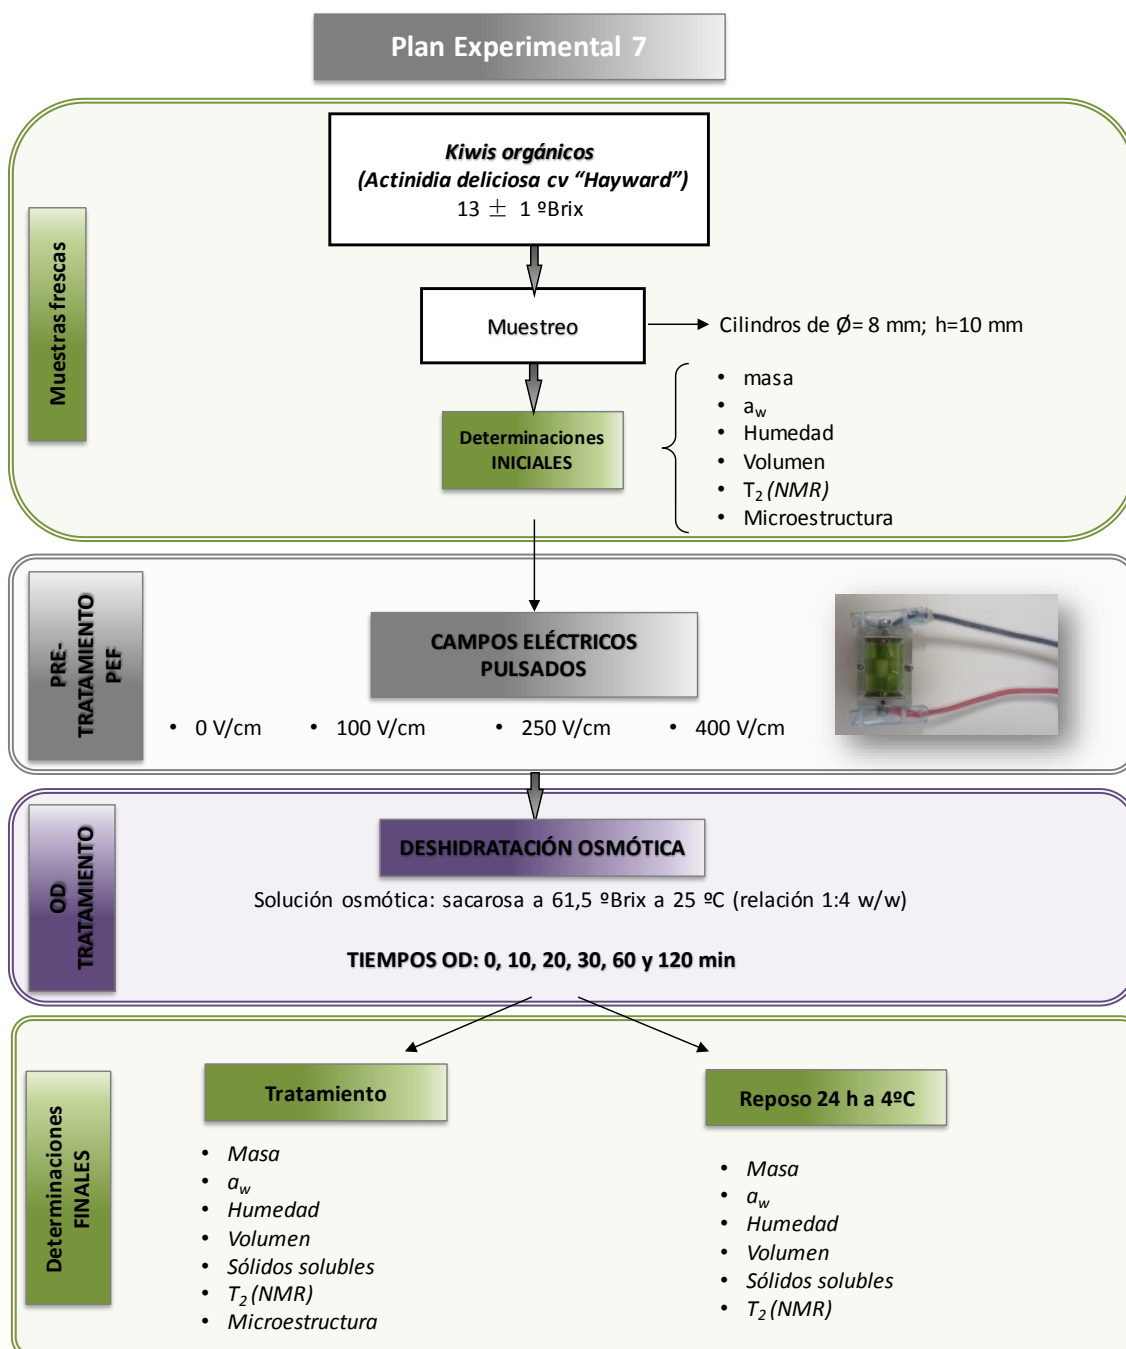 Plan Experimental 7
Muestras frescas
Kiwis orgánicos
(Actinidia deliciosa cv “Hayward”)
13 ± 1 ºBrix
Muestreo
Cilindros de Ø= 8 mm; h=10 mm
Determinaciones
INICIALES
• masa
• aw
• Humedad
• Volumen
• T2 (NMR)
• Microestructura
PRE-
TRATAMIENTO
PEF
CAMPOS ELÉCTRICOS
PULSADOS
• 0 V/cm • 100 V/cm • 250 V/cm • 400 V/cm
OD
TRATAMIENTO
DESHIDRATACIÓN OSMÓTICA
Solución osmótica: sacarosa a 61,5 ºBrix a 25 ºC (relación 1:4 w/w)
TIEMPOS OD: 0, 10, 20, 30, 60 y 120 min
Determinaciones
FINALES
Tratamiento
• Masa
• aw
• Humedad
• Volumen
• Sólidos solubles
• T2 (NMR)
• Microestructura
Reposo 24 h a 4ºC
• Masa
• aw
• Humedad
• Volumen
• Sólidos solubles
• T2 (NMR)